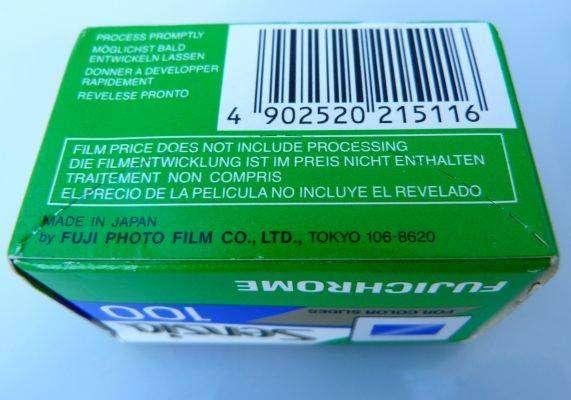 PROCESS PROMPTLY
MÖGLICHST BALD
ENTWICKELN LASSEN
DONNER A DEVELOPPER
RAPIDEMENT
REVELESE PRONTO
4 902520 215116
FILM PRICE DOES NOT INCLUDE PROCESSING
DIE FILMENTWICKLUNG IST IM PREIS NICHT ENTHALTEN
TRAITEMENT NON COMPRIS
EL PRECIO DE LA PELICULA NO INCLUYE EL REVELADO
MADE IN JAPAN
by FUJI PHOTO FILM CO., LTD., TOKYO 106-8620
FUJICHROME
FOR COLOR SLIDES
Sensia
100